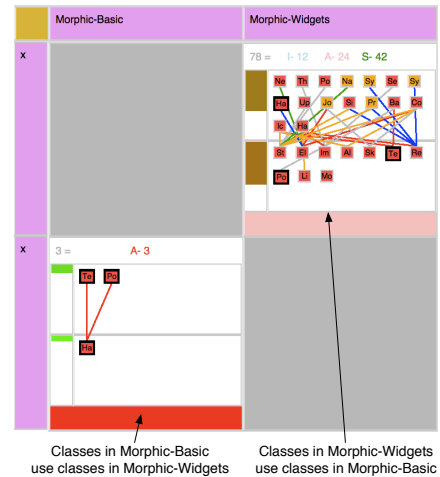 Morphic-Basic Morphic-Widgets
x
78 = I- 12 A- 24 S- 42
Ne Th Po Na Sy Se Sy
Ha Up Jo Si Pr Ba Co
Ic Ha
St El Im Al Sk Te Re
Po Li Mo
x
3 = A- 3
Te Po
Ha
Classes in Morphic-Basic
use classes in Morphic-Widgets
Classes in Morphic-Widgets
use classes in Morphic-Basic